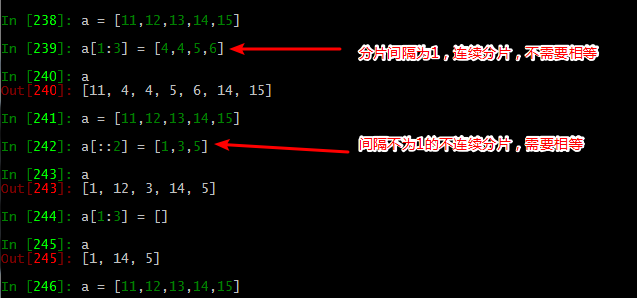 In [238]: a = [11,12,13,14,15]
In [239]: a[1:3] = [4,4,5,6]
分片间隔为1，连续分片，不需要相等
In [240]: a
Out[240]: [11, 4, 4, 5, 6, 14, 15]
In [241]: a = [11,12,13,14,15]
In [242]: a[::2] = [1,3,5]
间隔不为1的不连续分片，需要相等
In [243]: a
Out[243]: [1, 12, 3, 14, 5]
In [244]: a[1:3] = []
In [245]: a
Out[245]: [1, 14, 5]
In [246]: a = [11,12,13,14,15]